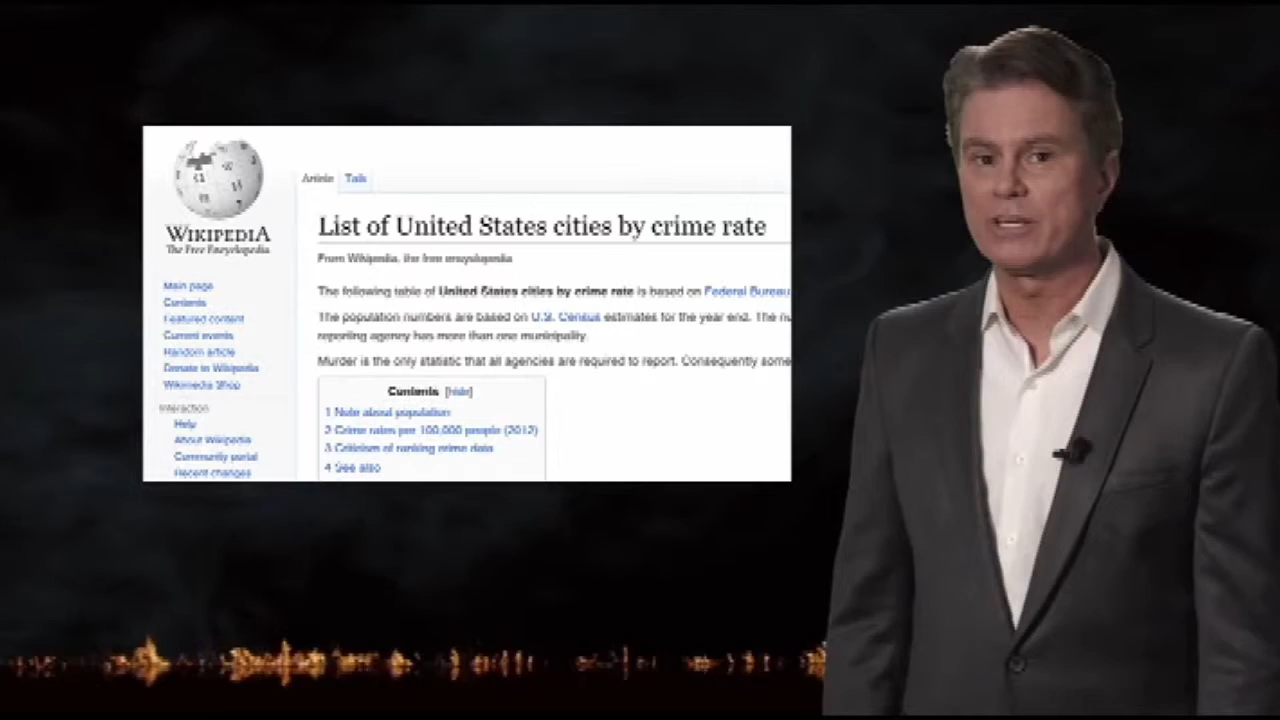 WIKIPEDIA
The Free Encyclopedia
Main page
Contents
Featured content
Current events
Random article
Donate to Wikipedia
Wikimedia Shop
Interaction
Help
About Wikipedia
Community portal
Recent changes
Article Talk
List of United States cities by crime rate
From Wikipedia, the free encyclopedia
The following table of United States cities by crime rate is based on Federal Bureau
The population numbers are based on U.S. Census estimates for the year end. The nu
reporting agency has more than one municipality.
Murder is the only statistic that all agencies are required to report. Consequently some
Contents [hide]
1 Note about population
2 Crime rates per 100,000 people (2012)
3 Criticism of ranking crime data
4 See also